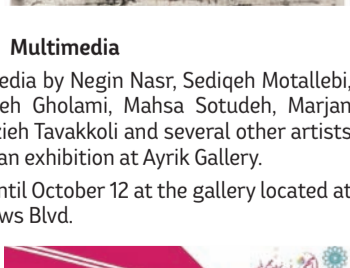 Multimedia
edia by Negin Nasr, Sediqeh Motallebi,
eh Gholami, Mahsa Sotudeh, Marjan
zieh Tavakkoli and several other artists
an exhibition at Ayrik Gallery.
ntil October 12 at the gallery located at
ws Blvd.